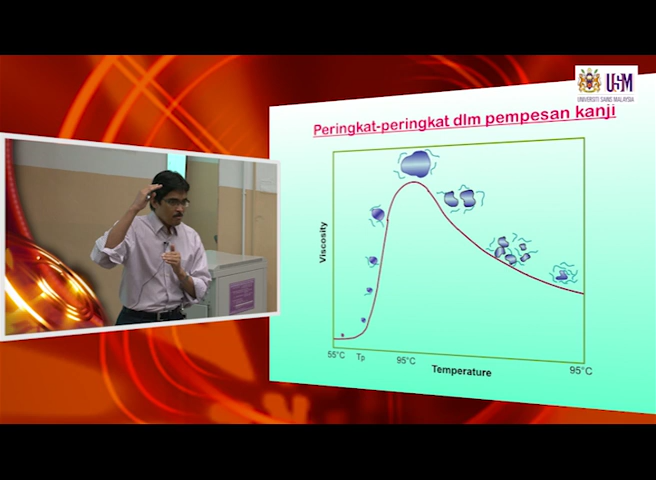 USM
UNIVERSITI SAINS MALAYSIA
Peringkat-peringkat dlm pempesan kanji
Viscosity
55°C Tp 95°C 95°C
Temperature